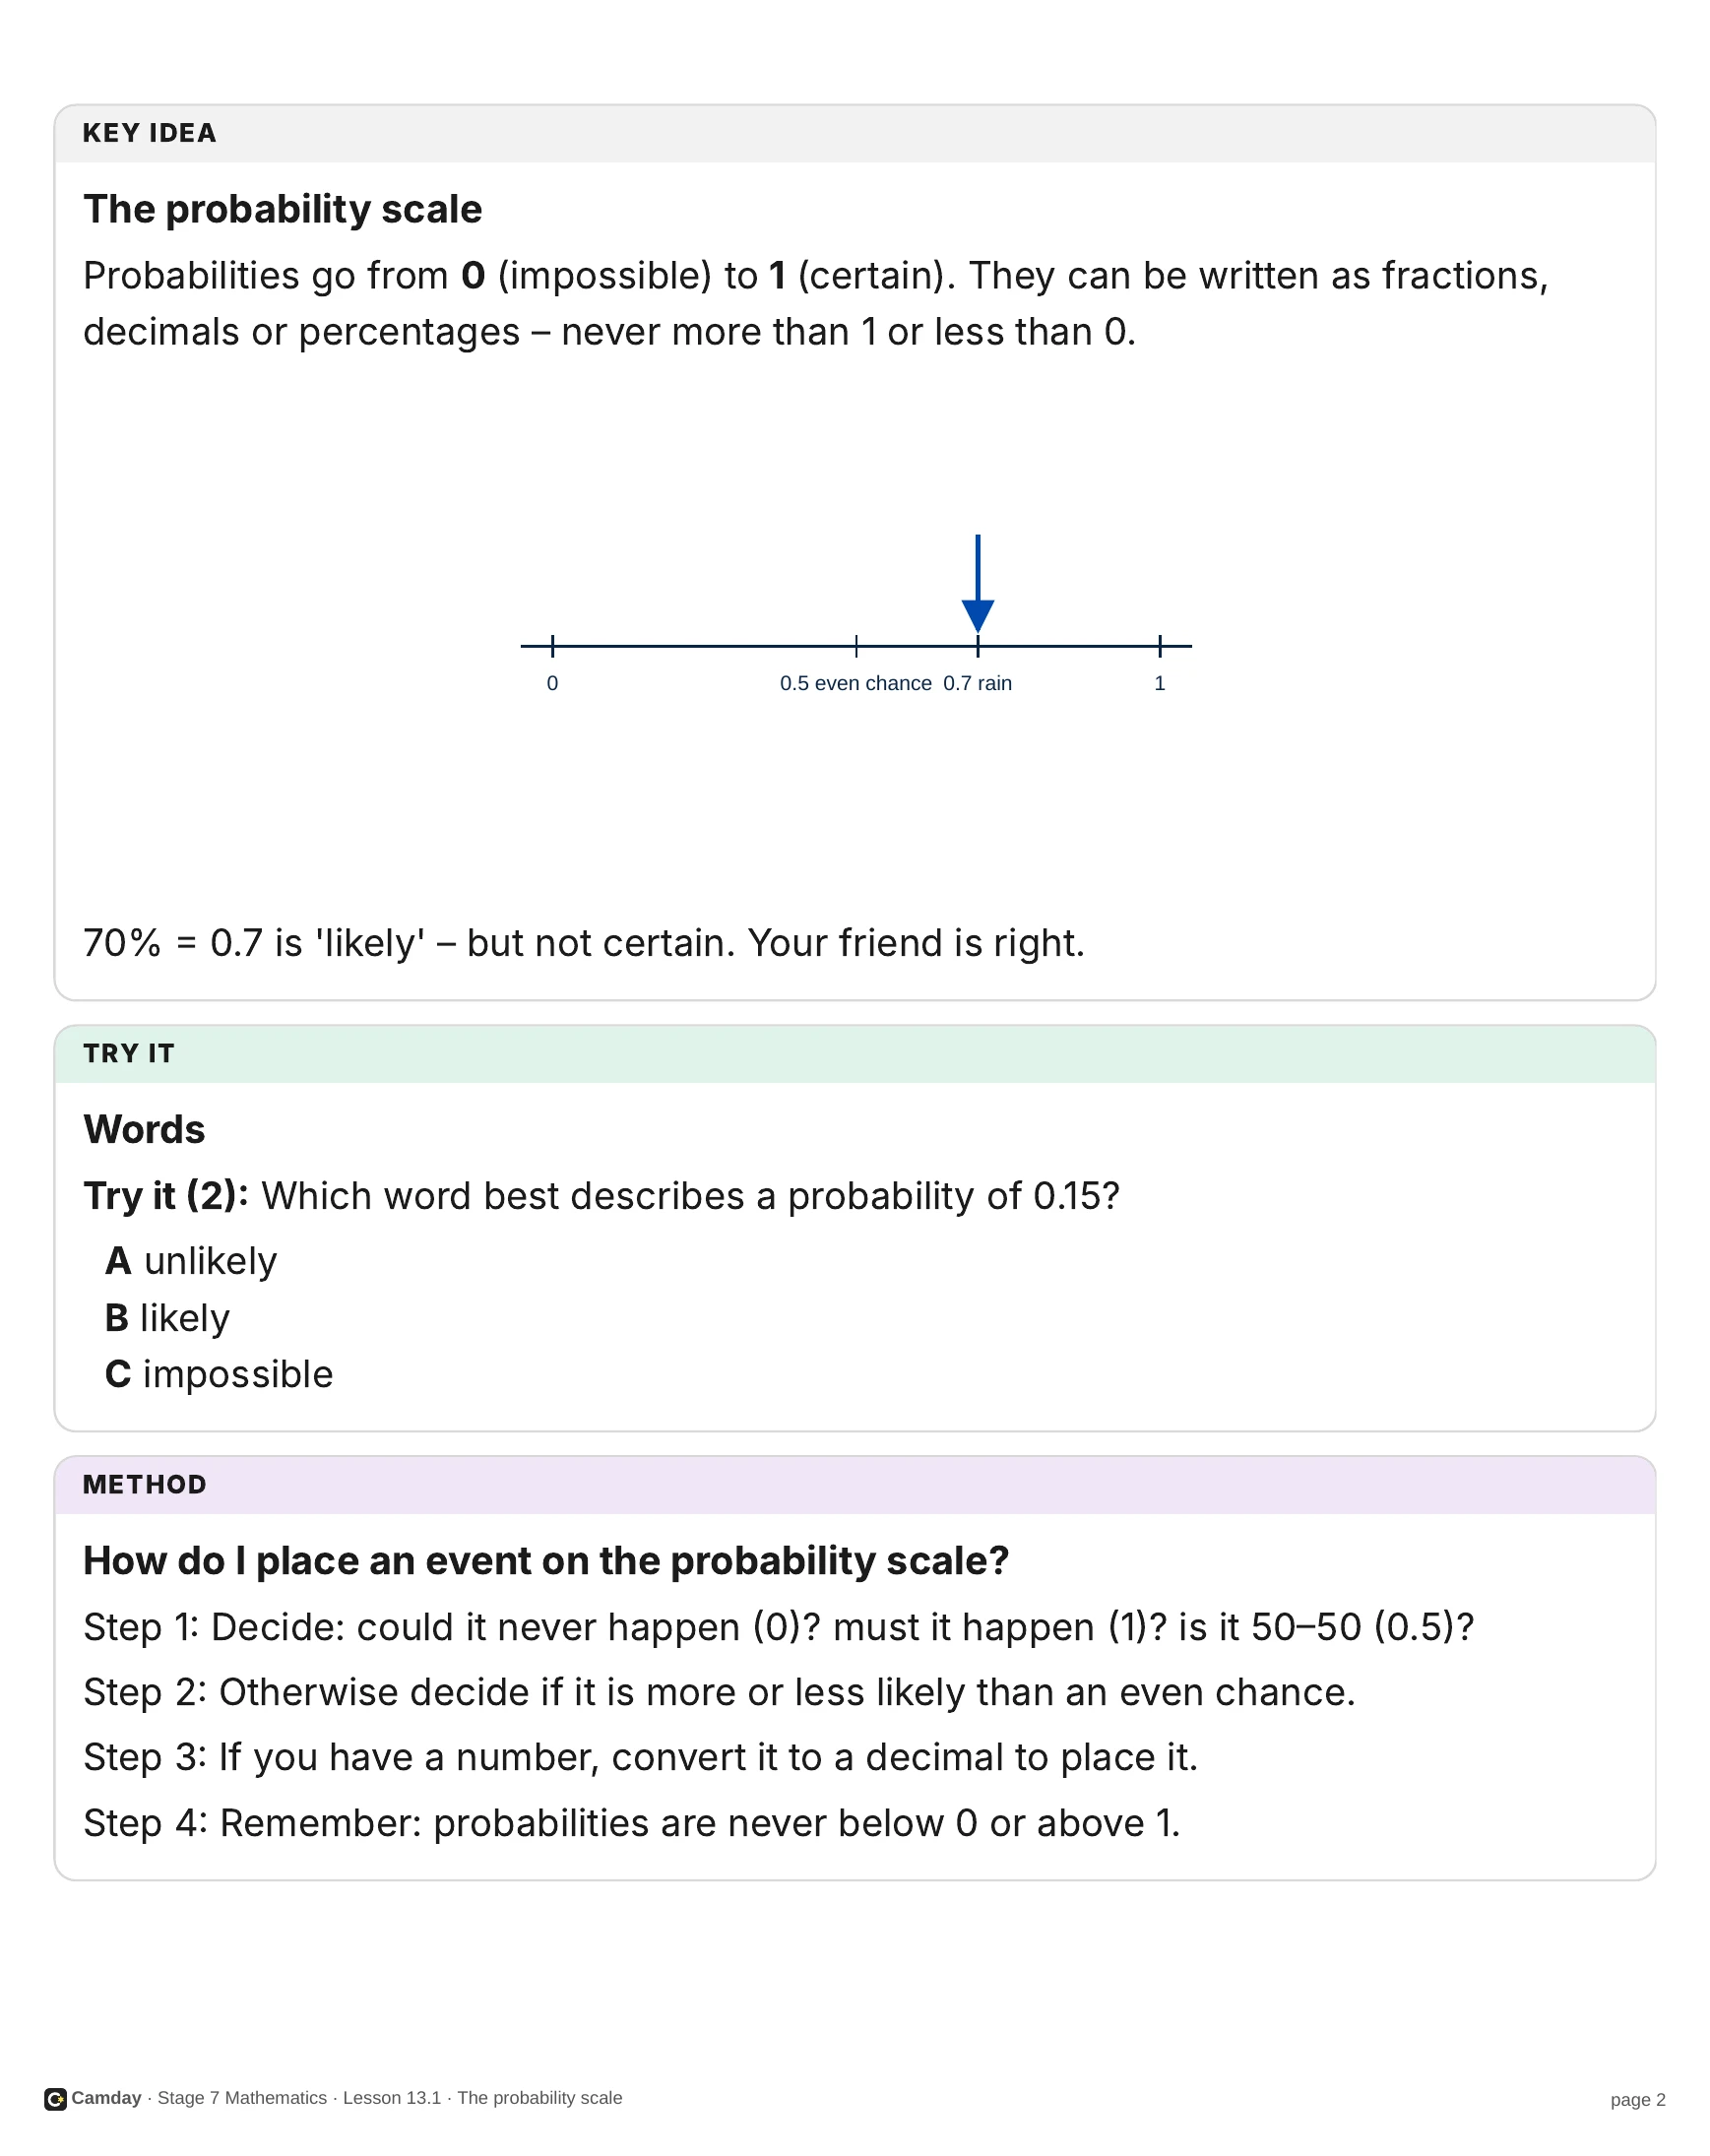 KEY IDEA
The probability scale
Probabilities go from 0 (impossible) to 1 (certain). They can be written as fractions,
decimals or percentages – never more than 1 or less than 0.
0 0.5 even chance 0.7 rain 1
70% = 0.7 is 'likely' – but not certain. Your friend is right.
TRY IT
Words
Try it (2): Which word best describes a probability of 0.15?
A unlikely
B likely
C impossible
METHOD
How do I place an event on the probability scale?
Step 1: Decide: could it never happen (0)? must it happen (1)? is it 50–50 (0.5)?
Step 2: Otherwise decide if it is more or less likely than an even chance.
Step 3: If you have a number, convert it to a decimal to place it.
Step 4: Remember: probabilities are never below 0 or above 1.
Camday · Stage 7 Mathematics · Lesson 13.1 · The probability scale page 2